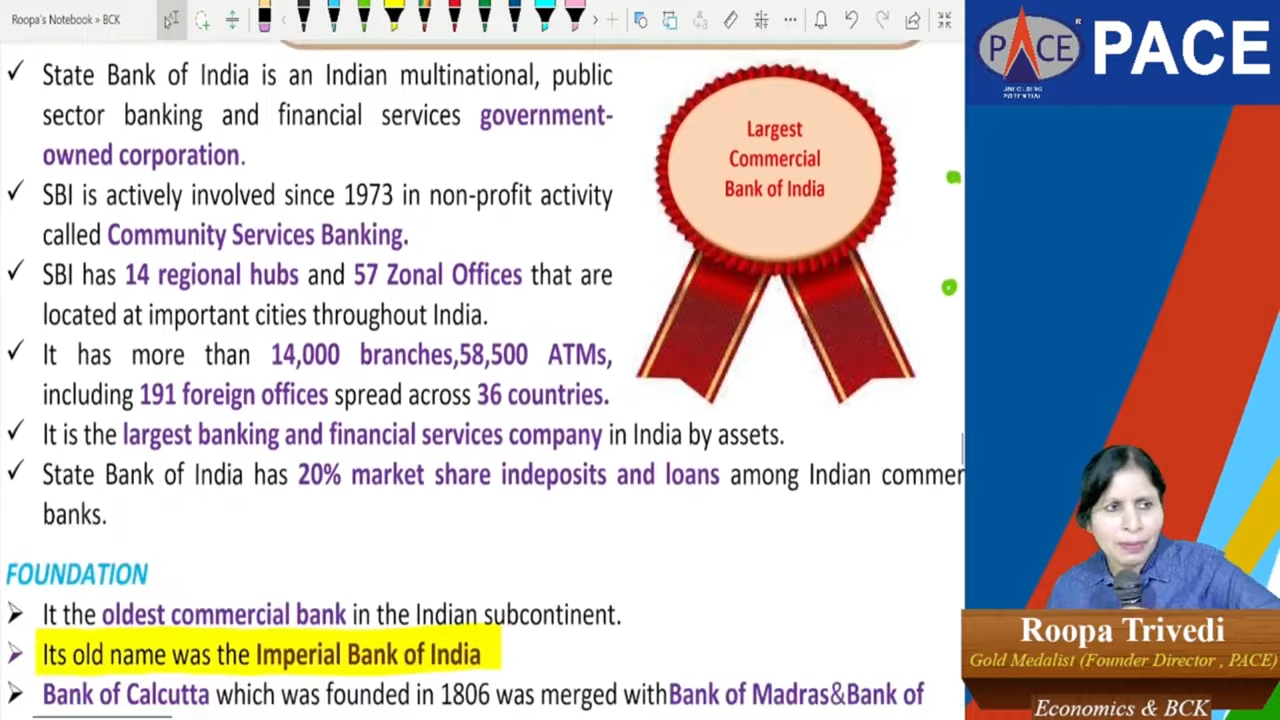 Roopa's Notebook » BCK
✓ State Bank of India is an Indian multinational, public
sector banking and financial services government-
owned corporation.
✓ SBI is actively involved since 1973 in non-profit activity
called Community Services Banking.
✓ SBI has 14 regional hubs and 57 Zonal Offices that are
located at important cities throughout India.
✓ It has more than 14,000 branches,58,500 ATMs,
including 191 foreign offices spread across 36 countries.
✓ It is the largest banking and financial services company in India by assets.
✓ State Bank of India has 20% market share indeposits and loans among Indian commer
banks.
FOUNDATION
➢ It the oldest commercial bank in the Indian subcontinent.
➢ Its old name was the Imperial Bank of India
➢ Bank of Calcutta which was founded in 1806 was merged withBank of Madras&Bank of
Largest
Commercial
Bank of India
PACE
®
UNFOLDING
POTENTIAL
PACE
Roopa Trivedi
Gold Medalist (Founder Director , PACE)
Economics & BCK